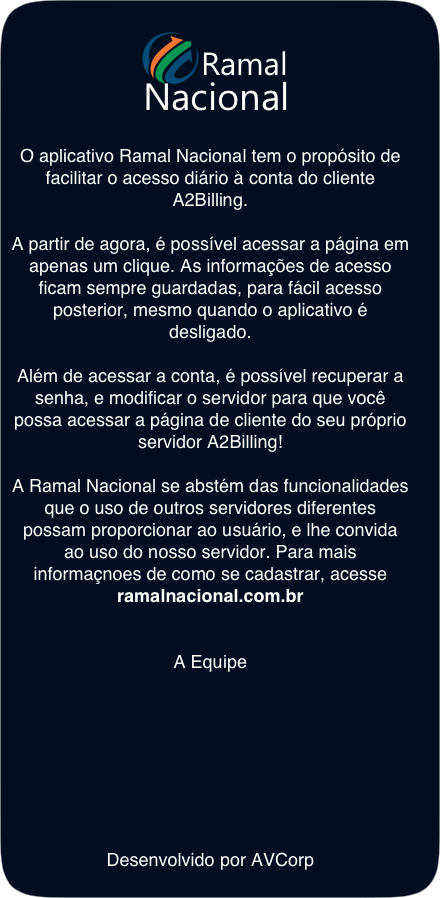 Ramal
Nacional
O aplicativo Ramal Nacional tem o propósito de
facilitar o acesso diário à conta do cliente
A2Billing.
A partir de agora, é possível acessar a página em
apenas um clique. As informações de acesso
ficam sempre guardadas, para fácil acesso
posterior, mesmo quando o aplicativo é
desligado.
Além de acessar a conta, é possível recuperar a
senha, e modificar o servidor para que você
possa acessar a página de cliente do seu próprio
servidor A2Billing!
A Ramal Nacional se abstém das funcionalidades
que o uso de outros servidores diferentes
possam proporcionar ao usuário, e lhe convida
ao uso do nosso servidor. Para mais
informaçnoes de como se cadastrar, acesse
ramalnacional.com.br
A Equipe
Desenvolvido por AVCorp